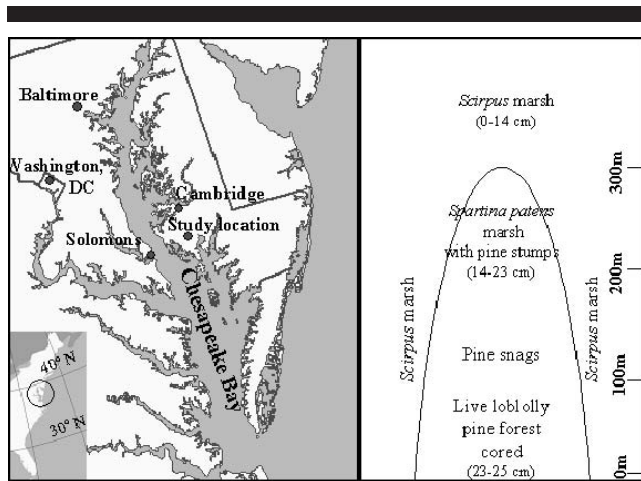 Baltimore
Washington,
DC
Cambridge
Study location
Solomons
Chesapeake Bay
40° N
30° N
Scirpus marsh
(0-14 cm)
300m
Spartina patens
marsh
with pine stumps
(14-23 cm)
200m
Scirpus marsh
Scirpus marsh
Pine snags
100m
Live loblolly
pine forest
cored
(23-25 cm)
0m